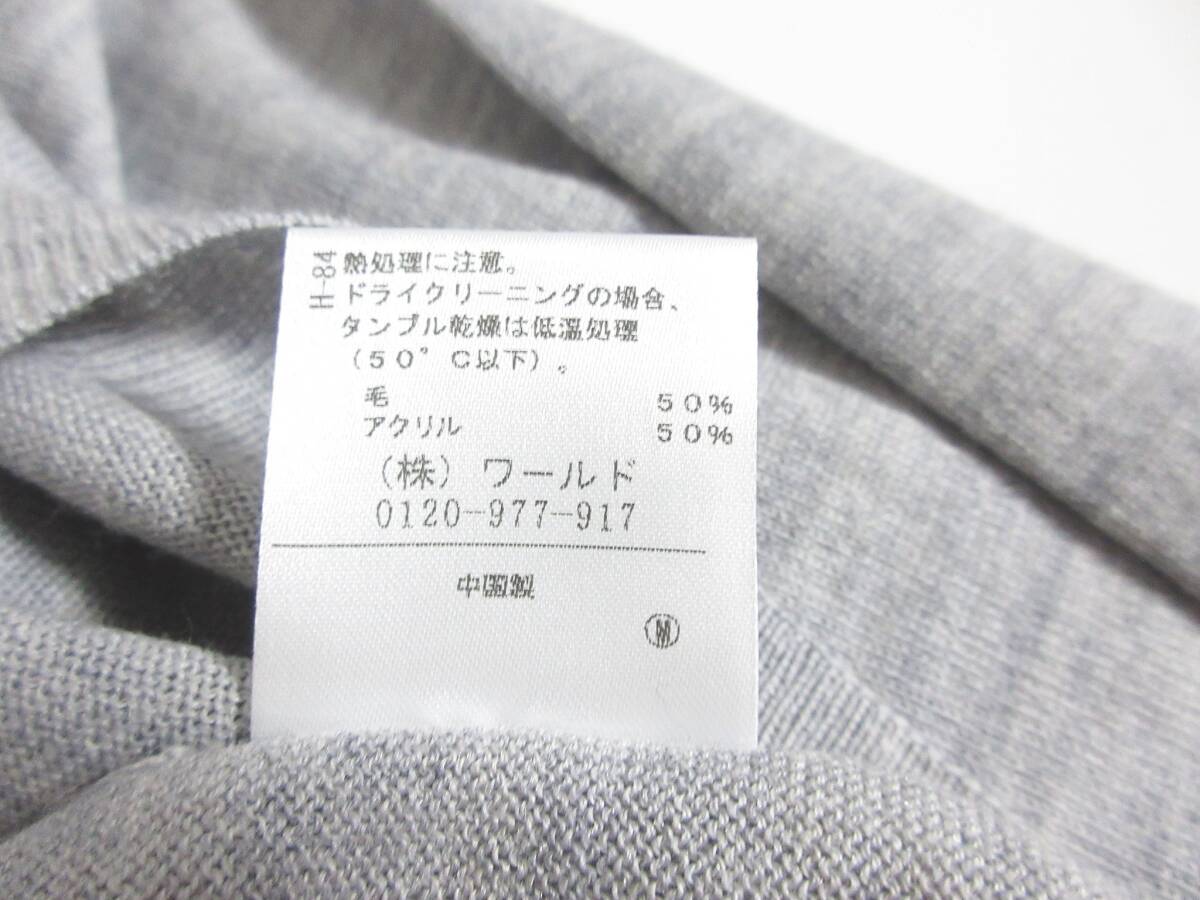 H-84
熱処理に注意。
ドライクリーニングの場合、
タンブル乾燥は低温処理
(50°C以下)。
毛 50%
アクリル 50%
(株)ワールド
0120-977-917
中国製
Ⓜ